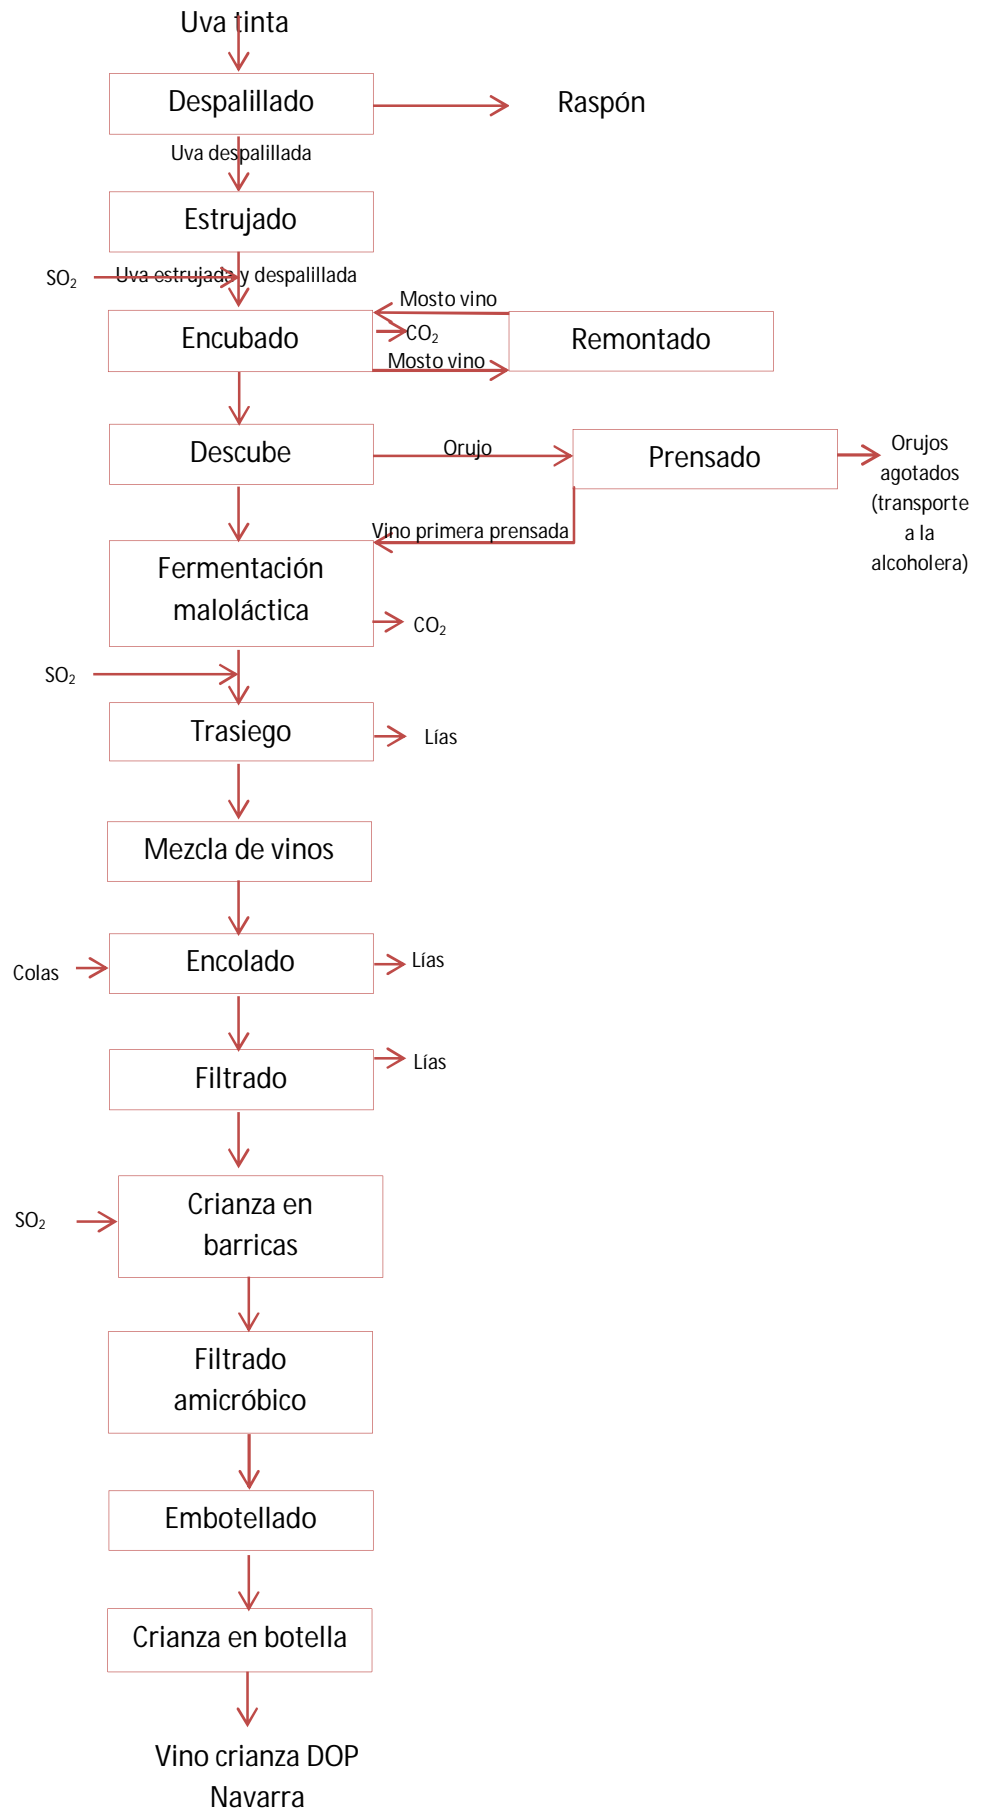 Uva tinta
Despalillado
Raspón
Uva despalillada
Estrujado
SO₂
Uva estrujada y despalillada
Mosto vino
Encubado
CO₂
Remontado
Mosto vino
Descube
Orujo
Prensado
Orujos
agotados
(transporte
a la
alcoholera)
Vino primera prensada
Fermentación
maloláctica
CO₂
SO₂
Trasiego
Lías
Mezcla de vinos
Colas
Encolado
Lías
Filtrado
Lías
SO₂
Crianza en
barricas
Filtrado
amicróbico
Embotellado
Crianza en botella
Vino crianza DOP
Navarra